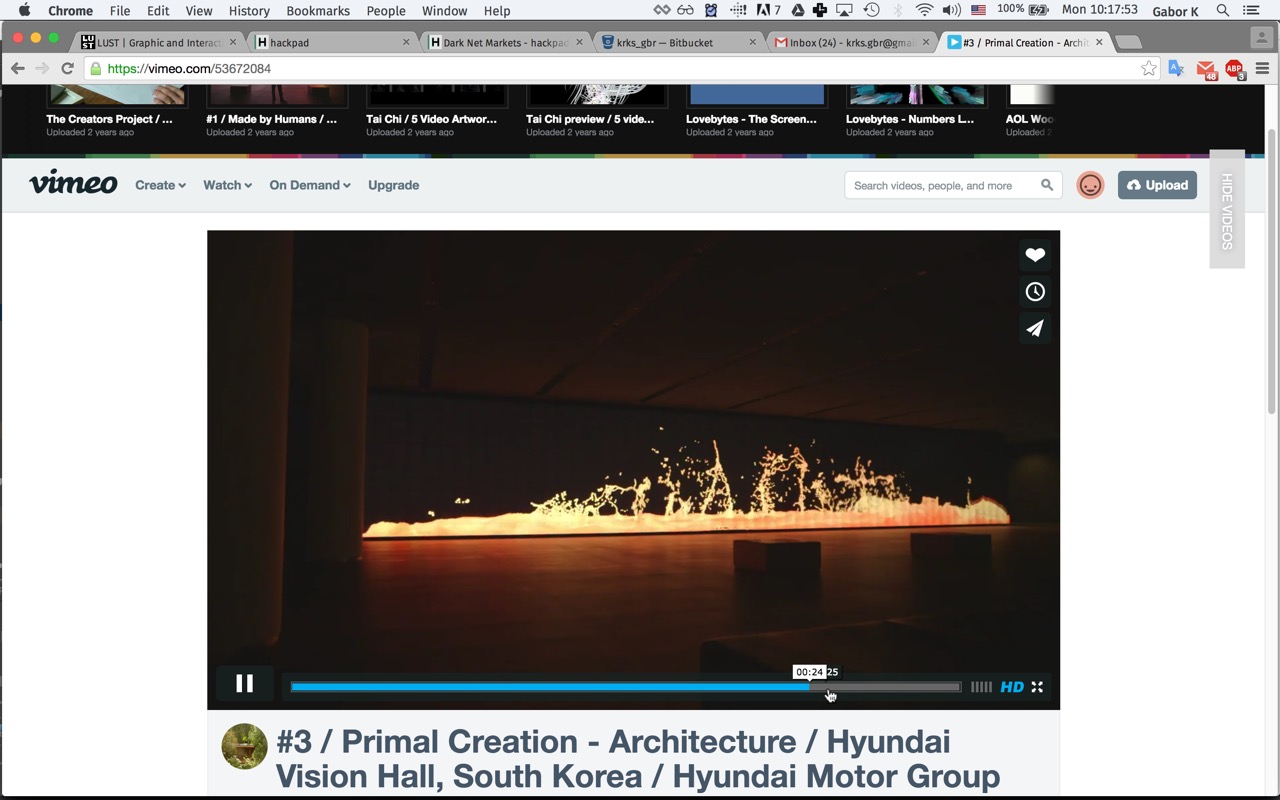 Chrome File Edit View History Bookmarks People Window Help 7 100% Mon 10:17:53 Gabor K
LUST | Graphic and Interac hackpad Dark Net Markets - hackpa krks_gbr — Bitbucket Inbox (24) - krks.gbr@gmai #3 / Primal Creation - Archit
https://vimeo.com/53672084 48 ABP 3
The Creators Project / ... #1 / Made by Humans / ... Tai Chi / 5 Video Artwor... Tai Chi preview / 5 vide... Lovebytes - The Screen... Lovebytes - Numbers L... AOL Woo
Uploaded 2 years ago Uploaded 2 years ago Uploaded 2 years ago Uploaded 2 years ago Uploaded 2 years ago Uploaded 2 years ago Uploaded 2
vimeo Create Watch On Demand Upgrade Search videos, people, and more Upload
HIDE VIDEOS
00:24 25
HD
#3 / Primal Creation - Architecture / Hyundai
Vision Hall, South Korea / Hyundai Motor Group